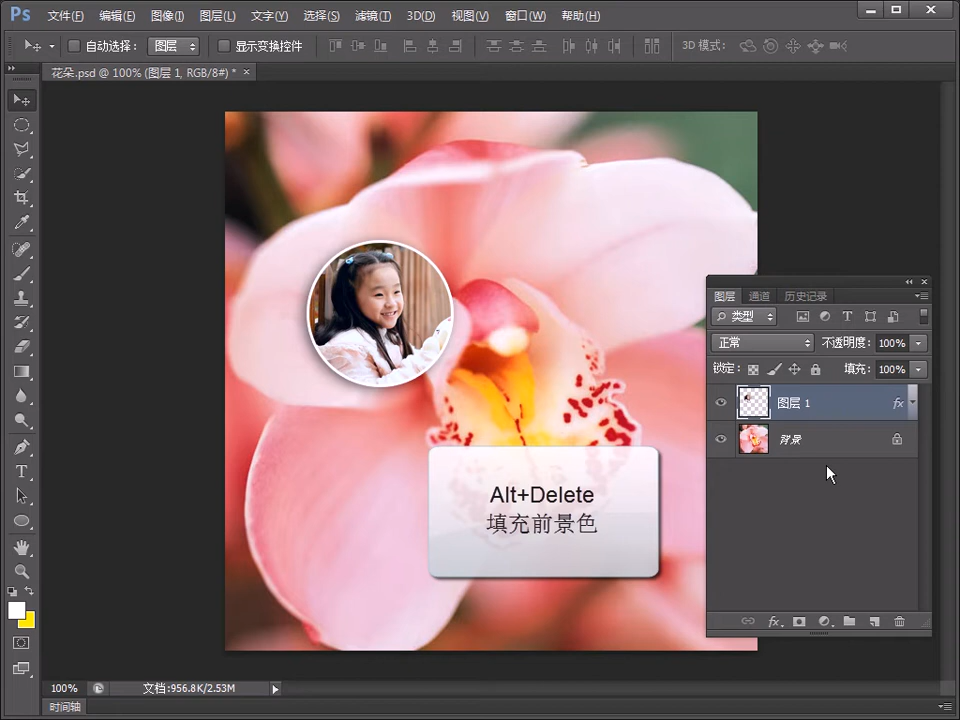 Ps 文件(F) 编辑(E) 图像(I) 图层(L) 文字(Y) 选择(S) 滤镜(T) 3D(D) 视图(V) 窗口(W) 帮助(H)
自动选择： 图层 显示变换控件 3D 模式：
花朵.psd @ 100% (图层 1, RGB/8#) * ×
图层 通道 历史记录
类型
正常 不透明度： 100%
锁定： 填充： 100%
图层 1 fx
背景
Alt+Delete
填充前景色
fx
100% 文档:956.8K/2.53M
时间轴